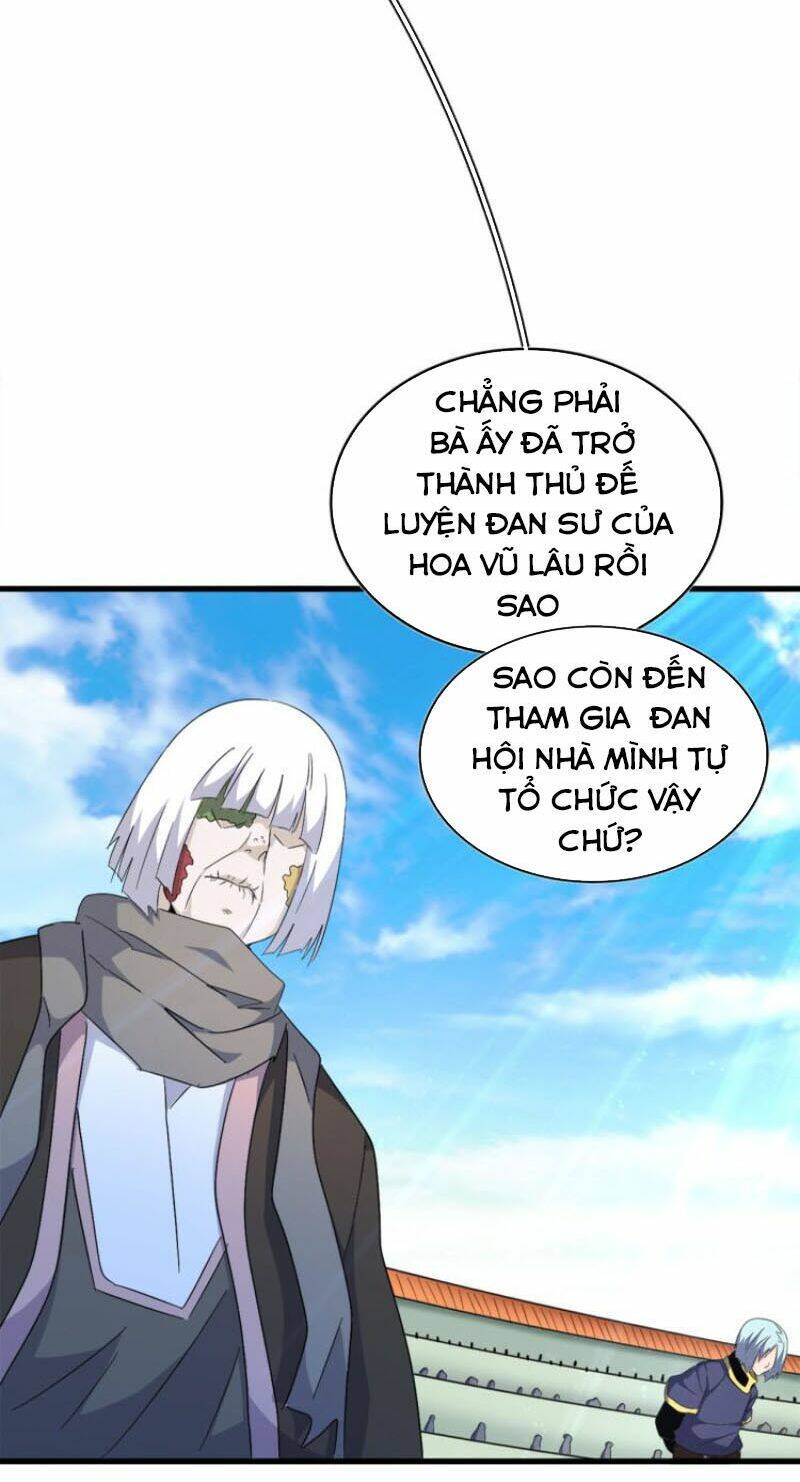 CHẲNG PHẢI
BÀ ẤY ĐÃ TRỞ
THÀNH THỦ ĐẾ
LUYỆN ĐAN SƯ CỦA
HOA VŨ LÂU RỒI
SAO
SAO CÒN ĐẾN
THAM GIA ĐAN
HỘI NHÀ MÌNH TỰ
TỔ CHỨC VẬY
CHỨ?